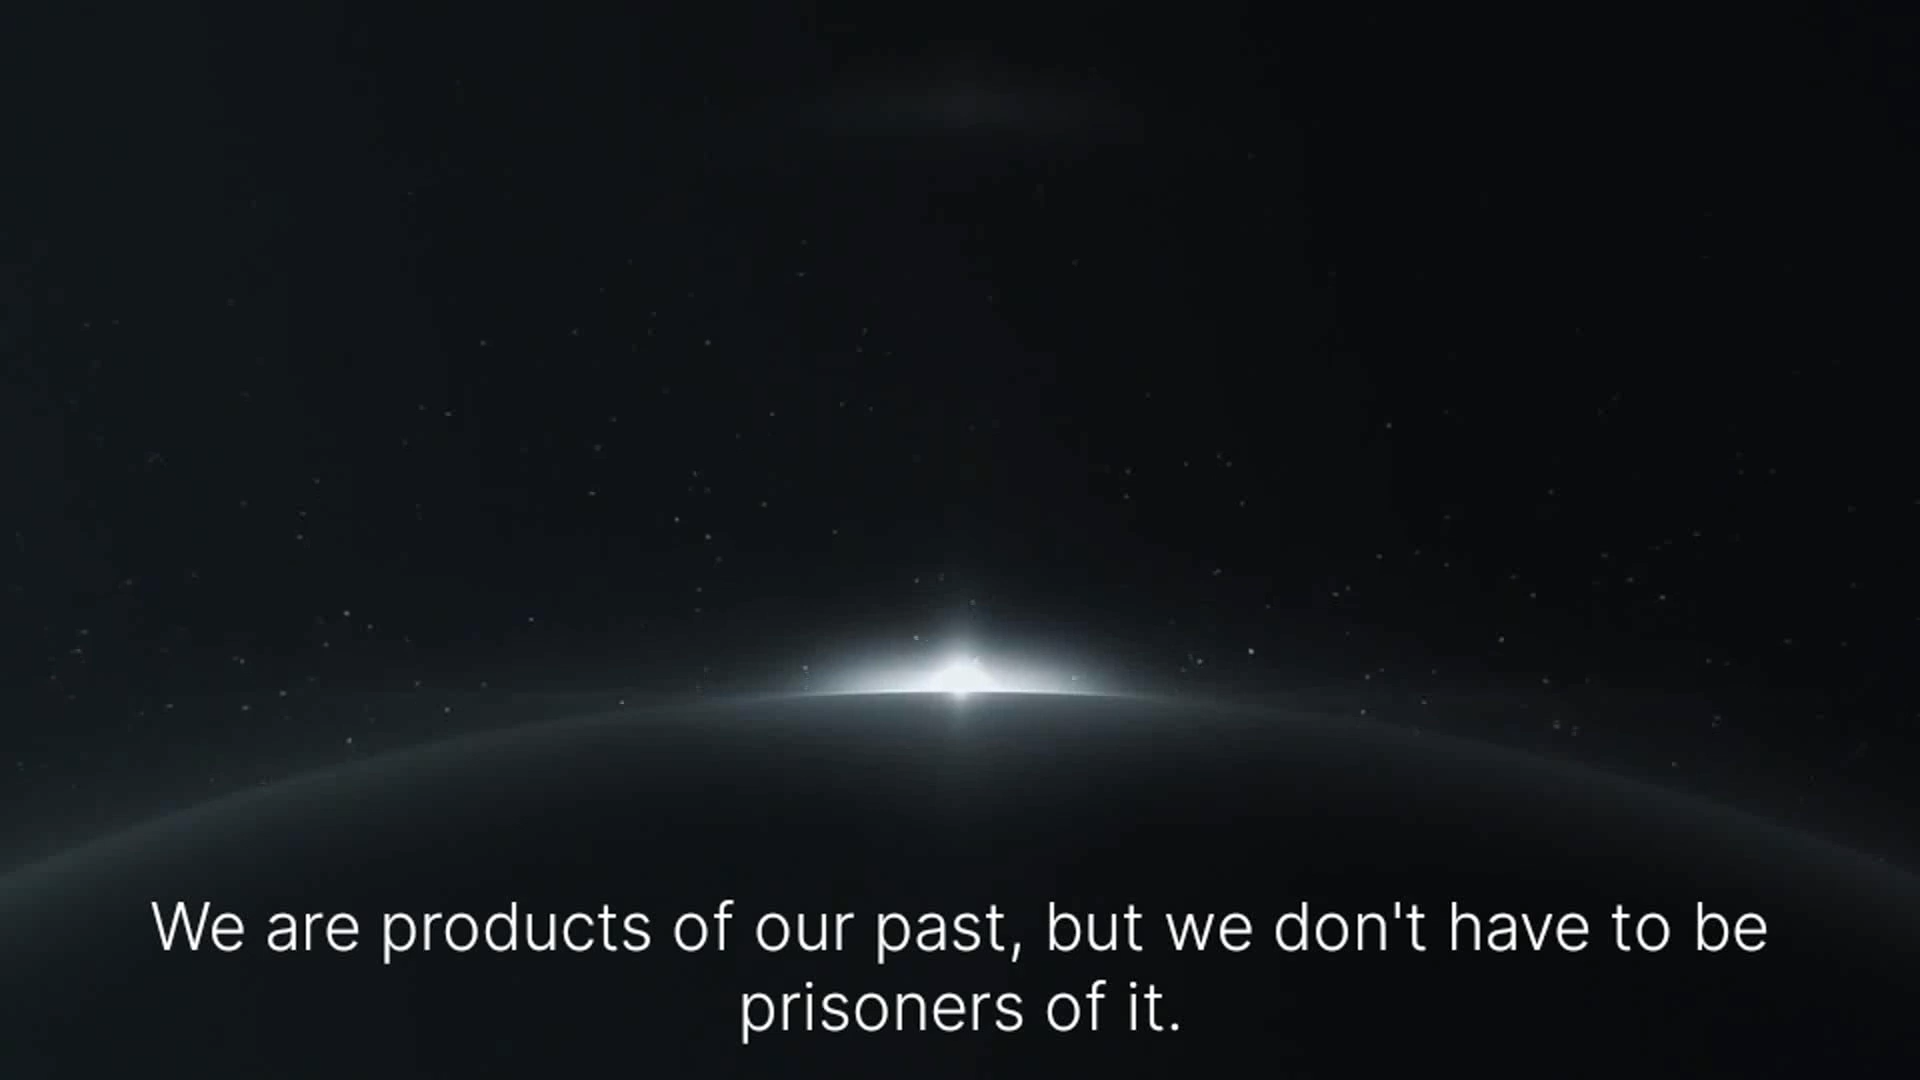 We are products of our past, but we don't have to be
prisoners of it.